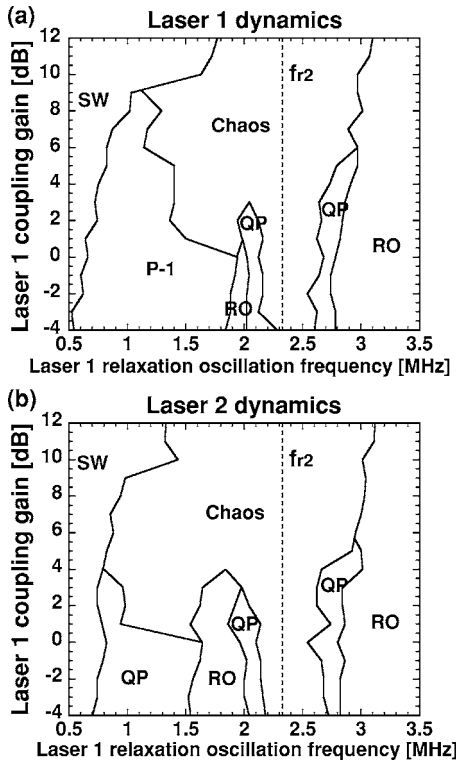 (a) Laser 1 dynamics
12
10
8
6
4
2
0
-2
-4
Laser 1 coupling gain [dB]
SW
fr2
Chaos
QP
QP
P-1
RO
RO
0.5 1 1.5 2 2.5 3 3.5
Laser 1 relaxation oscillation frequency [MHz]
(b) Laser 2 dynamics
12
10
8
6
4
2
0
-2
-4
Laser 1 coupling gain [dB]
SW
fr2
Chaos
QP
QP
RO
QP
RO
0.5 1 1.5 2 2.5 3 3.5
Laser 1 relaxation oscillation frequency [MHz]